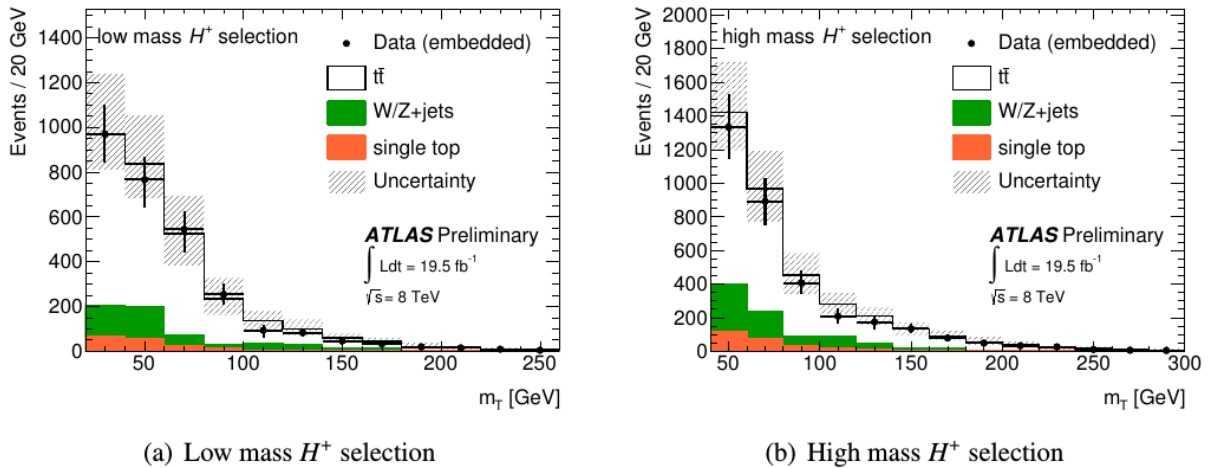 low mass H⁺ selection
Data (embedded)
tt̄
W/Z+jets
single top
Uncertainty
ATLAS Preliminary
∫ Ldt = 19.5 fb⁻¹
√s = 8 TeV
Events / 20 GeV
1400
1200
1000
800
600
400
200
0
50 100 150 200 250
m_T [GeV]
(a) Low mass H⁺ selection
high mass H⁺ selection
Data (embedded)
tt̄
W/Z+jets
single top
Uncertainty
ATLAS Preliminary
∫ Ldt = 19.5 fb⁻¹
√s = 8 TeV
Events / 20 GeV
2000
1800
1600
1400
1200
1000
800
600
400
200
0
50 100 150 200 250 300
m_T [GeV]
(b) High mass H⁺ selection